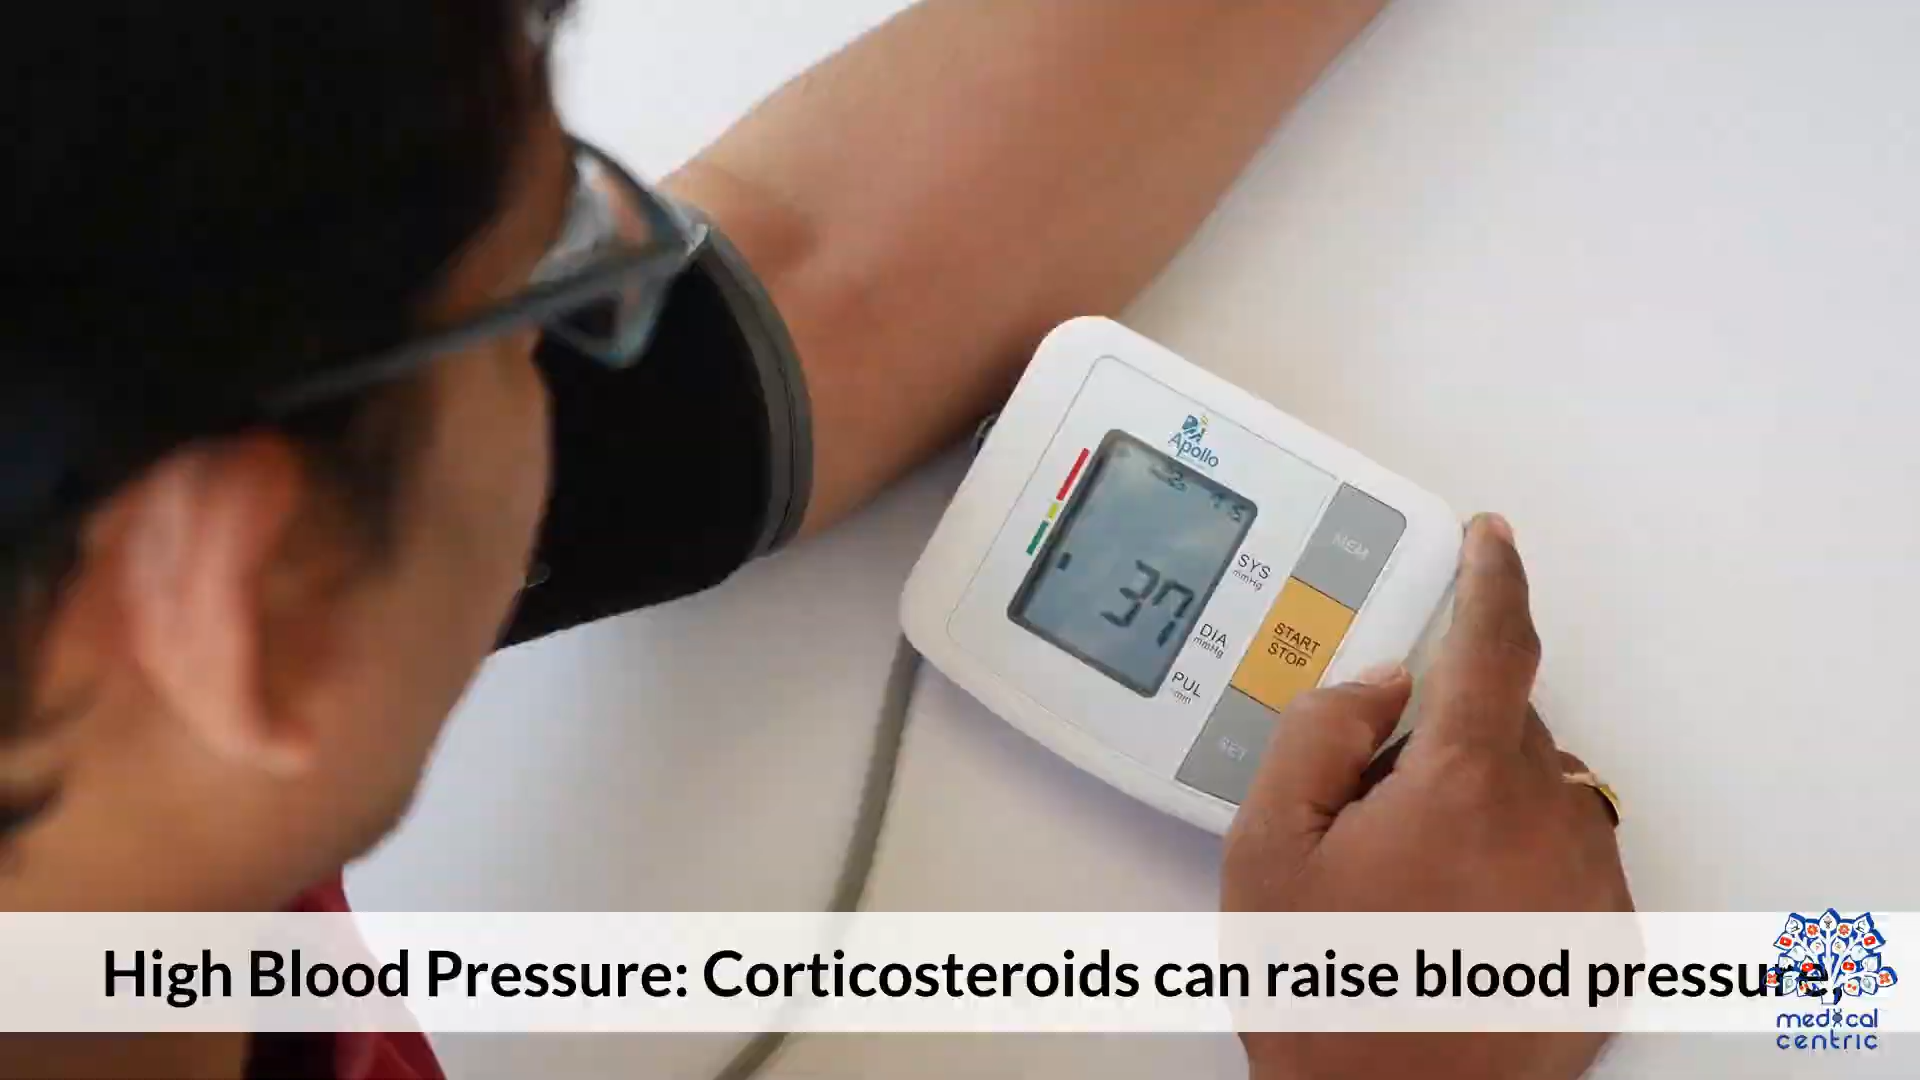 Apollo
37
SYS
mmHg
DIA
mmHg
PUL
/min
MEM
START
STOP
SET
High Blood Pressure: Corticosteroids can raise blood pressure,
medical
centric